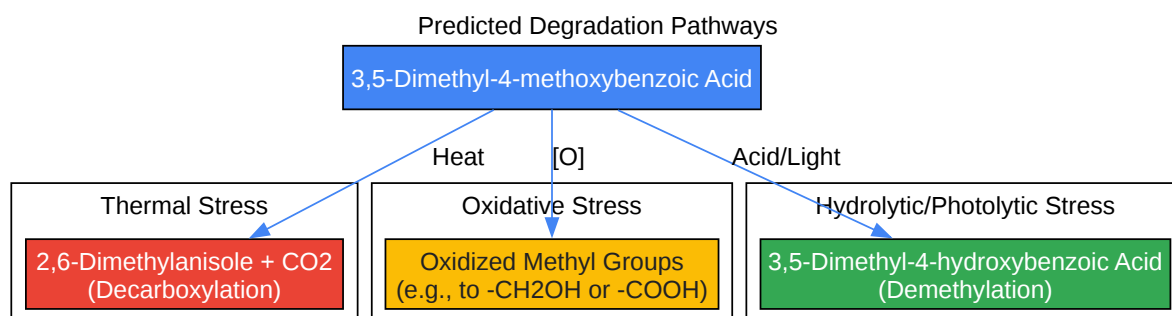 Predicted Degradation Pathways
3,5-Dimethyl-4-methoxybenzoic Acid
Heat
[O]
Acid/Light
Thermal Stress
Oxidative Stress
Hydrolytic/Photolytic Stress
2,6-Dimethylanisole + CO2
(Decarboxylation)
Oxidized Methyl Groups
(e.g., to -CH2OH or -COOH)
3,5-Dimethyl-4-hydroxybenzoic Acid
(Demethylation)